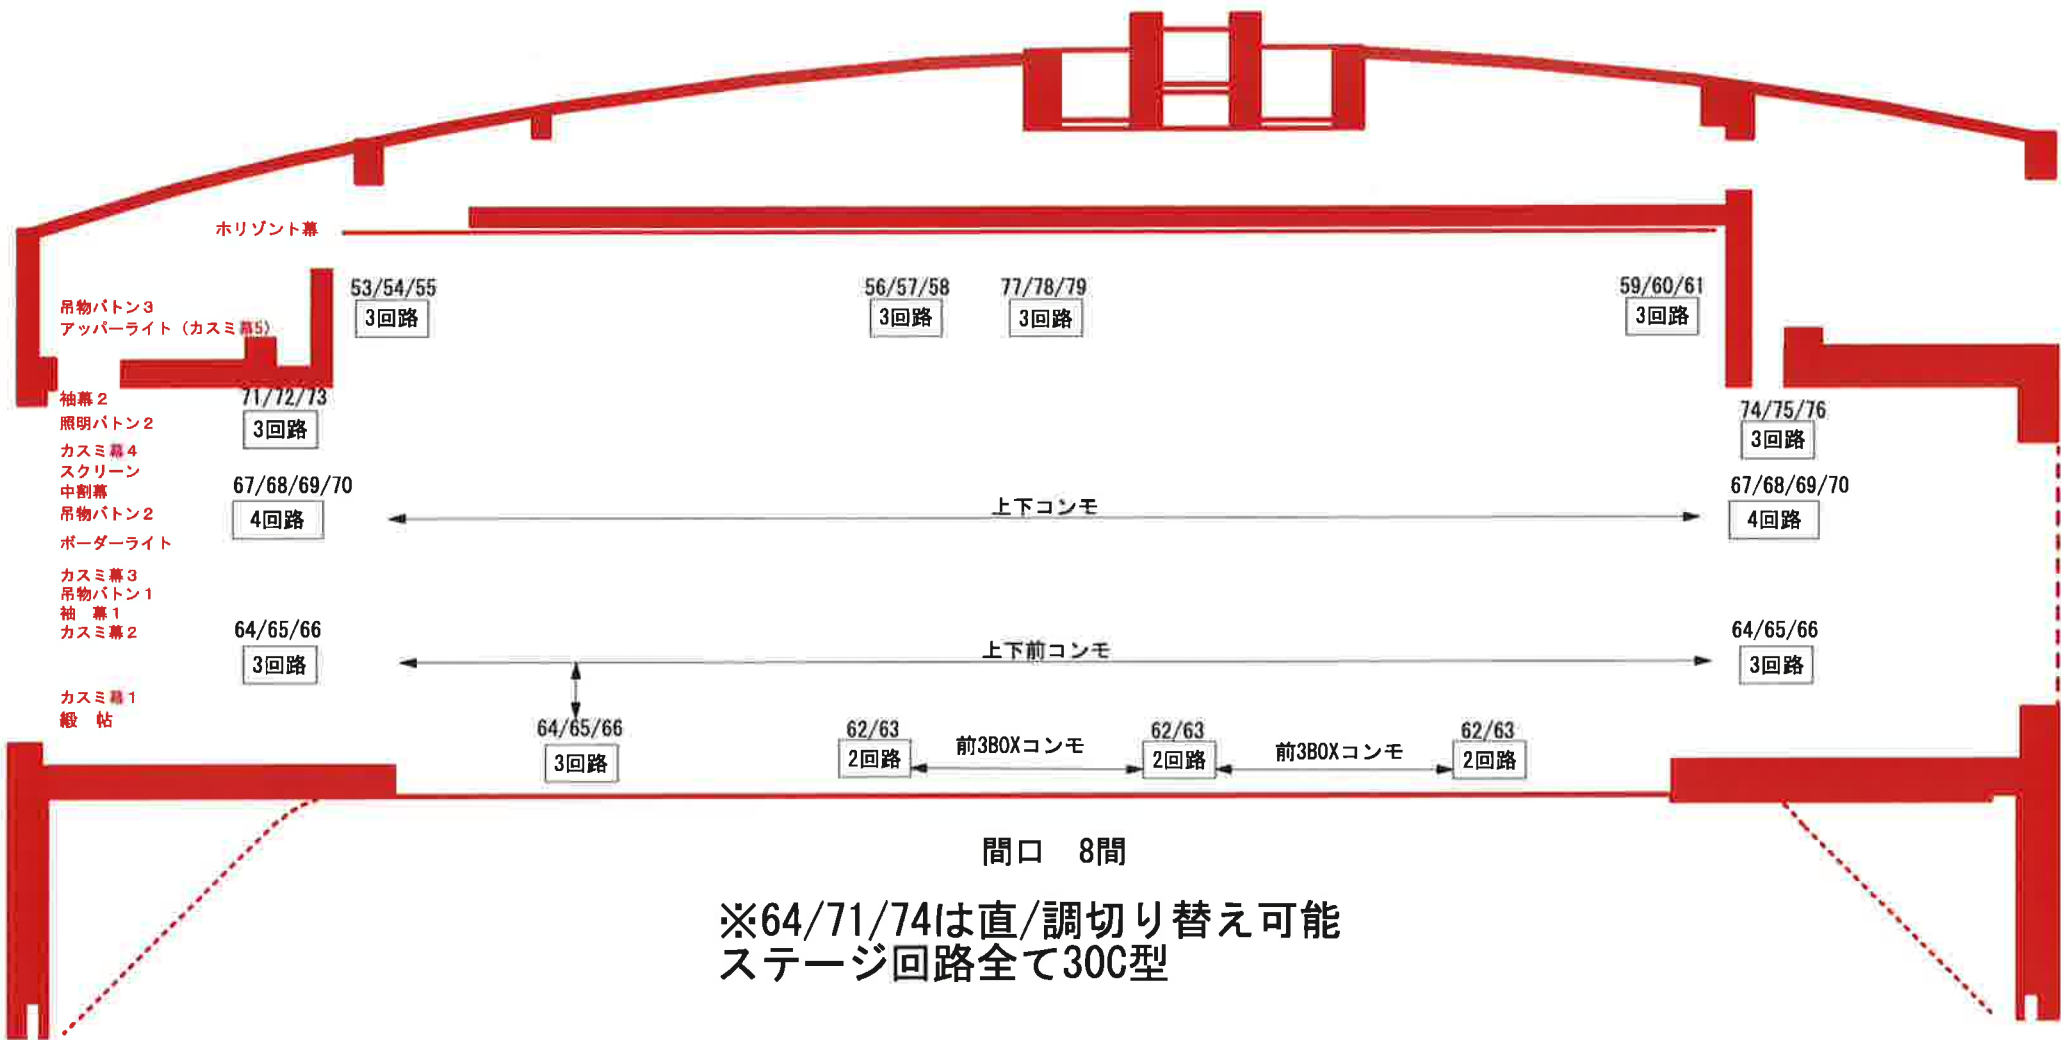 ホリゾント幕
53/54/55
3回路
56/57/58
3回路
77/78/79
3回路
59/60/61
3回路
吊物バトン3
アッパーライト（カスミ幕5）
袖幕2
照明バトン2
カスミ幕4
スクリーン
中割幕
吊物バトン2
ボーダーライト
カスミ幕3
吊物バトン1
袖　幕1
カスミ幕2
カスミ幕1
緞　帖
71/72/73
3回路
74/75/76
3回路
67/68/69/70
4回路
上下コンモ
67/68/69/70
4回路
64/65/66
3回路
上下前コンモ
64/65/66
3回路
64/65/66
3回路
62/63
2回路
前3BOXコンモ
62/63
2回路
前3BOXコンモ
62/63
2回路
間口　8間
※64/71/74は直/調切り替え可能
ステージ回路全て30C型